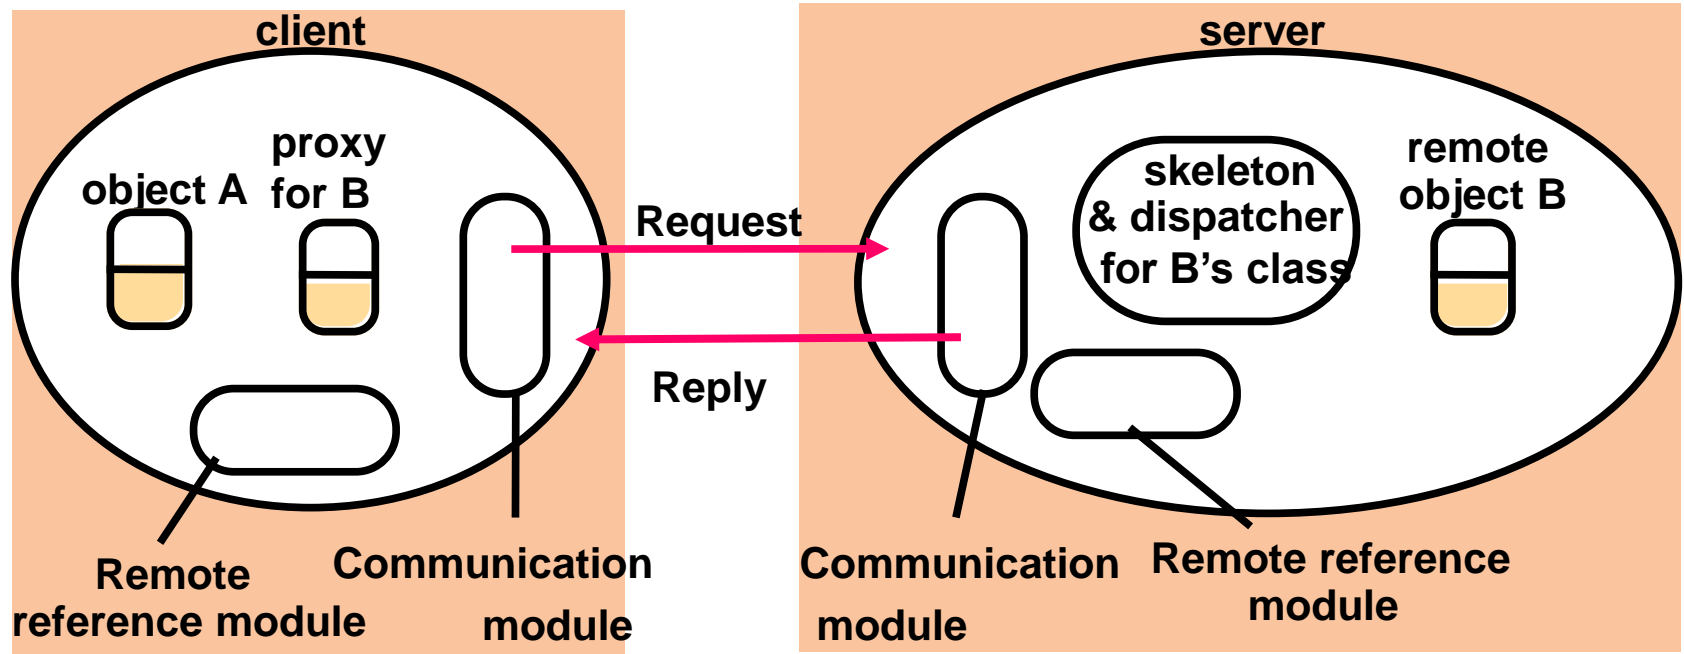 client
server
proxy
for B
object A
skeleton
& dispatcher
for B's class
remote
object B
Request
Reply
Remote
reference module
Communication
module
Communication
module
Remote reference
module